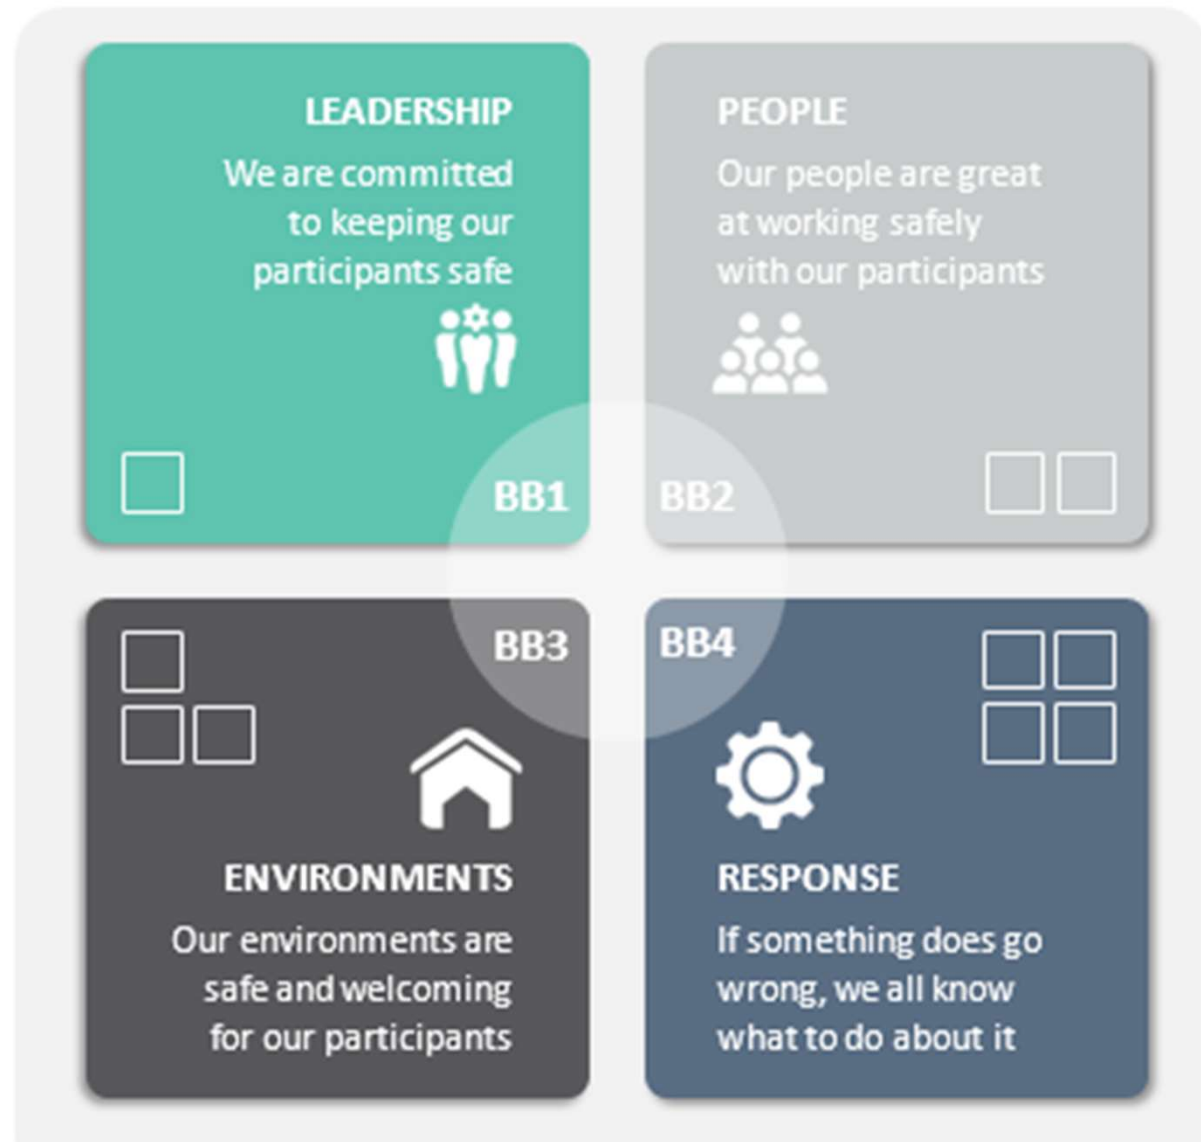 LEADERSHIP
We are committed
to keeping our
participants safe
BB1
PEOPLE
Our people are great
at working safely
with our participants
BB2
BB3
ENVIRONMENTS
Our environments are
safe and welcoming
for our participants
BB4
RESPONSE
If something does go
wrong, we all know
what to do about it